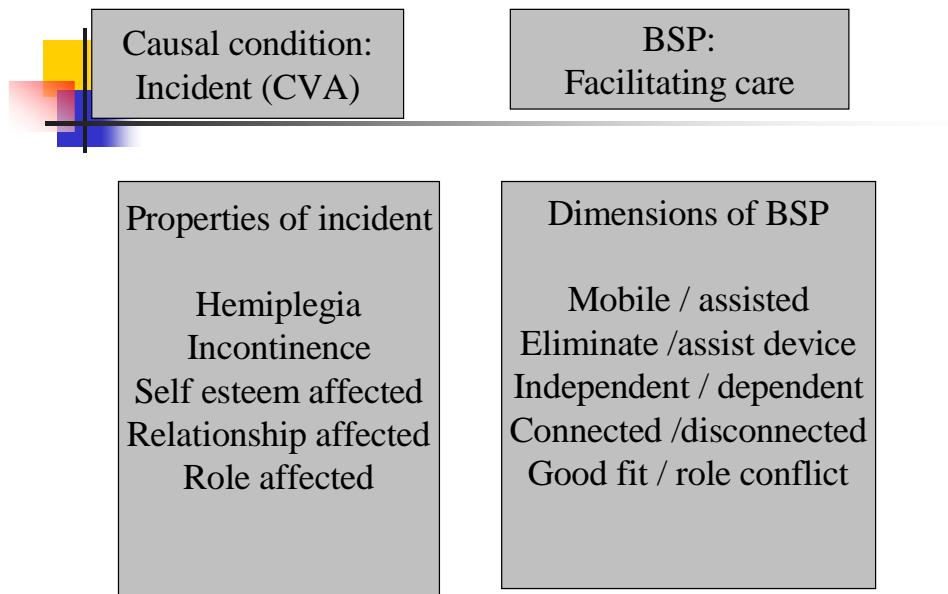 Causal condition:
Incident (CVA)
BSP:
Facilitating care
Properties of incident
Hemiplegia
Incontinence
Self esteem affected
Relationship affected
Role affected
Dimensions of BSP
Mobile / assisted
Eliminate /assist device
Independent / dependent
Connected /disconnected
Good fit / role conflict